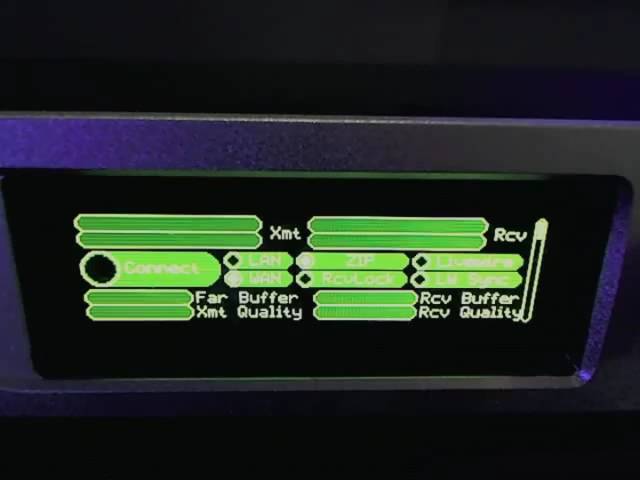 Xmt Rcv
Connect LAN ZIP Livewire
WAN RcvLock LW Sync
Far Buffer Rcv Buffer
Xmt Quality Rcv Quality